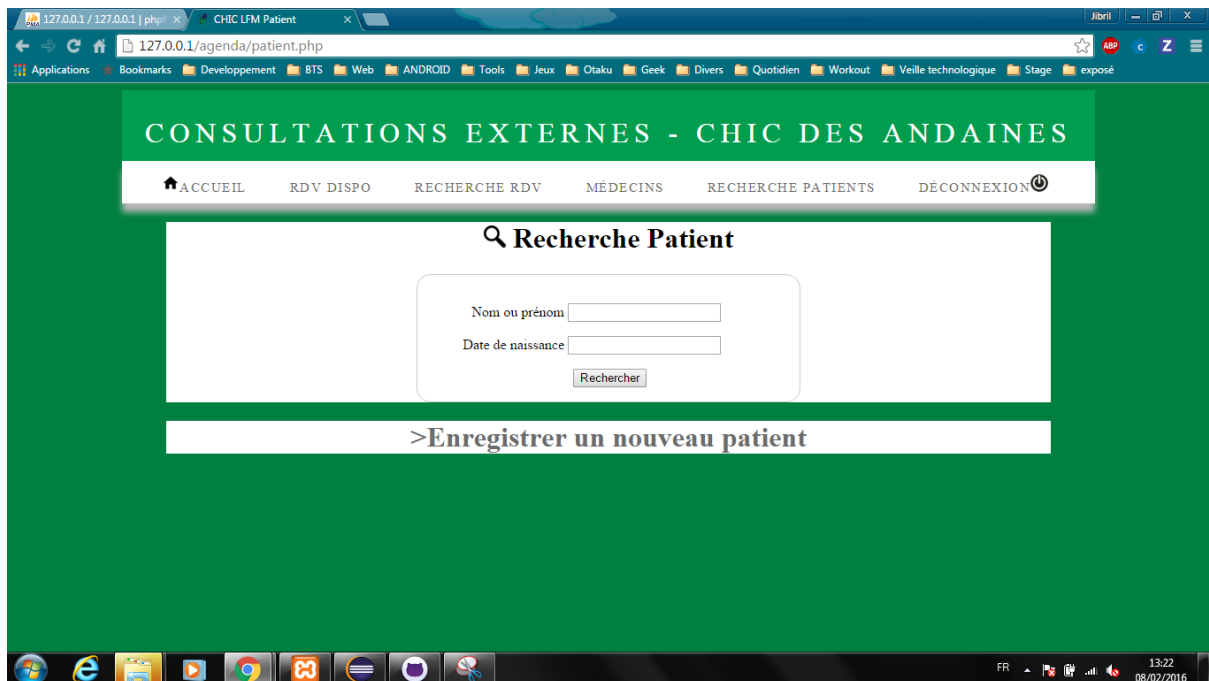 127.0.0.1 / 127.0.0.1 | php
CHIC LFM Patient
Jibril
127.0.0.1/agenda/patient.php
ABP
c
Z
Applications
Bookmarks
Developpement
BTS
Web
ANDROID
Tools
Jeux
Otaku
Geek
Divers
Quotidien
Workout
Veille technologique
Stage
exposé
CONSULTATIONS EXTERNES - CHIC DES ANDAINES
ACCUEIL
RDV DISPO
RECHERCHE RDV
MÉDECINS
RECHERCHE PATIENTS
DÉCONNEXION
Recherche Patient
Nom ou prénom
Date de naissance
Rechercher
>Enregistrer un nouveau patient
FR
13:22
08/02/2016